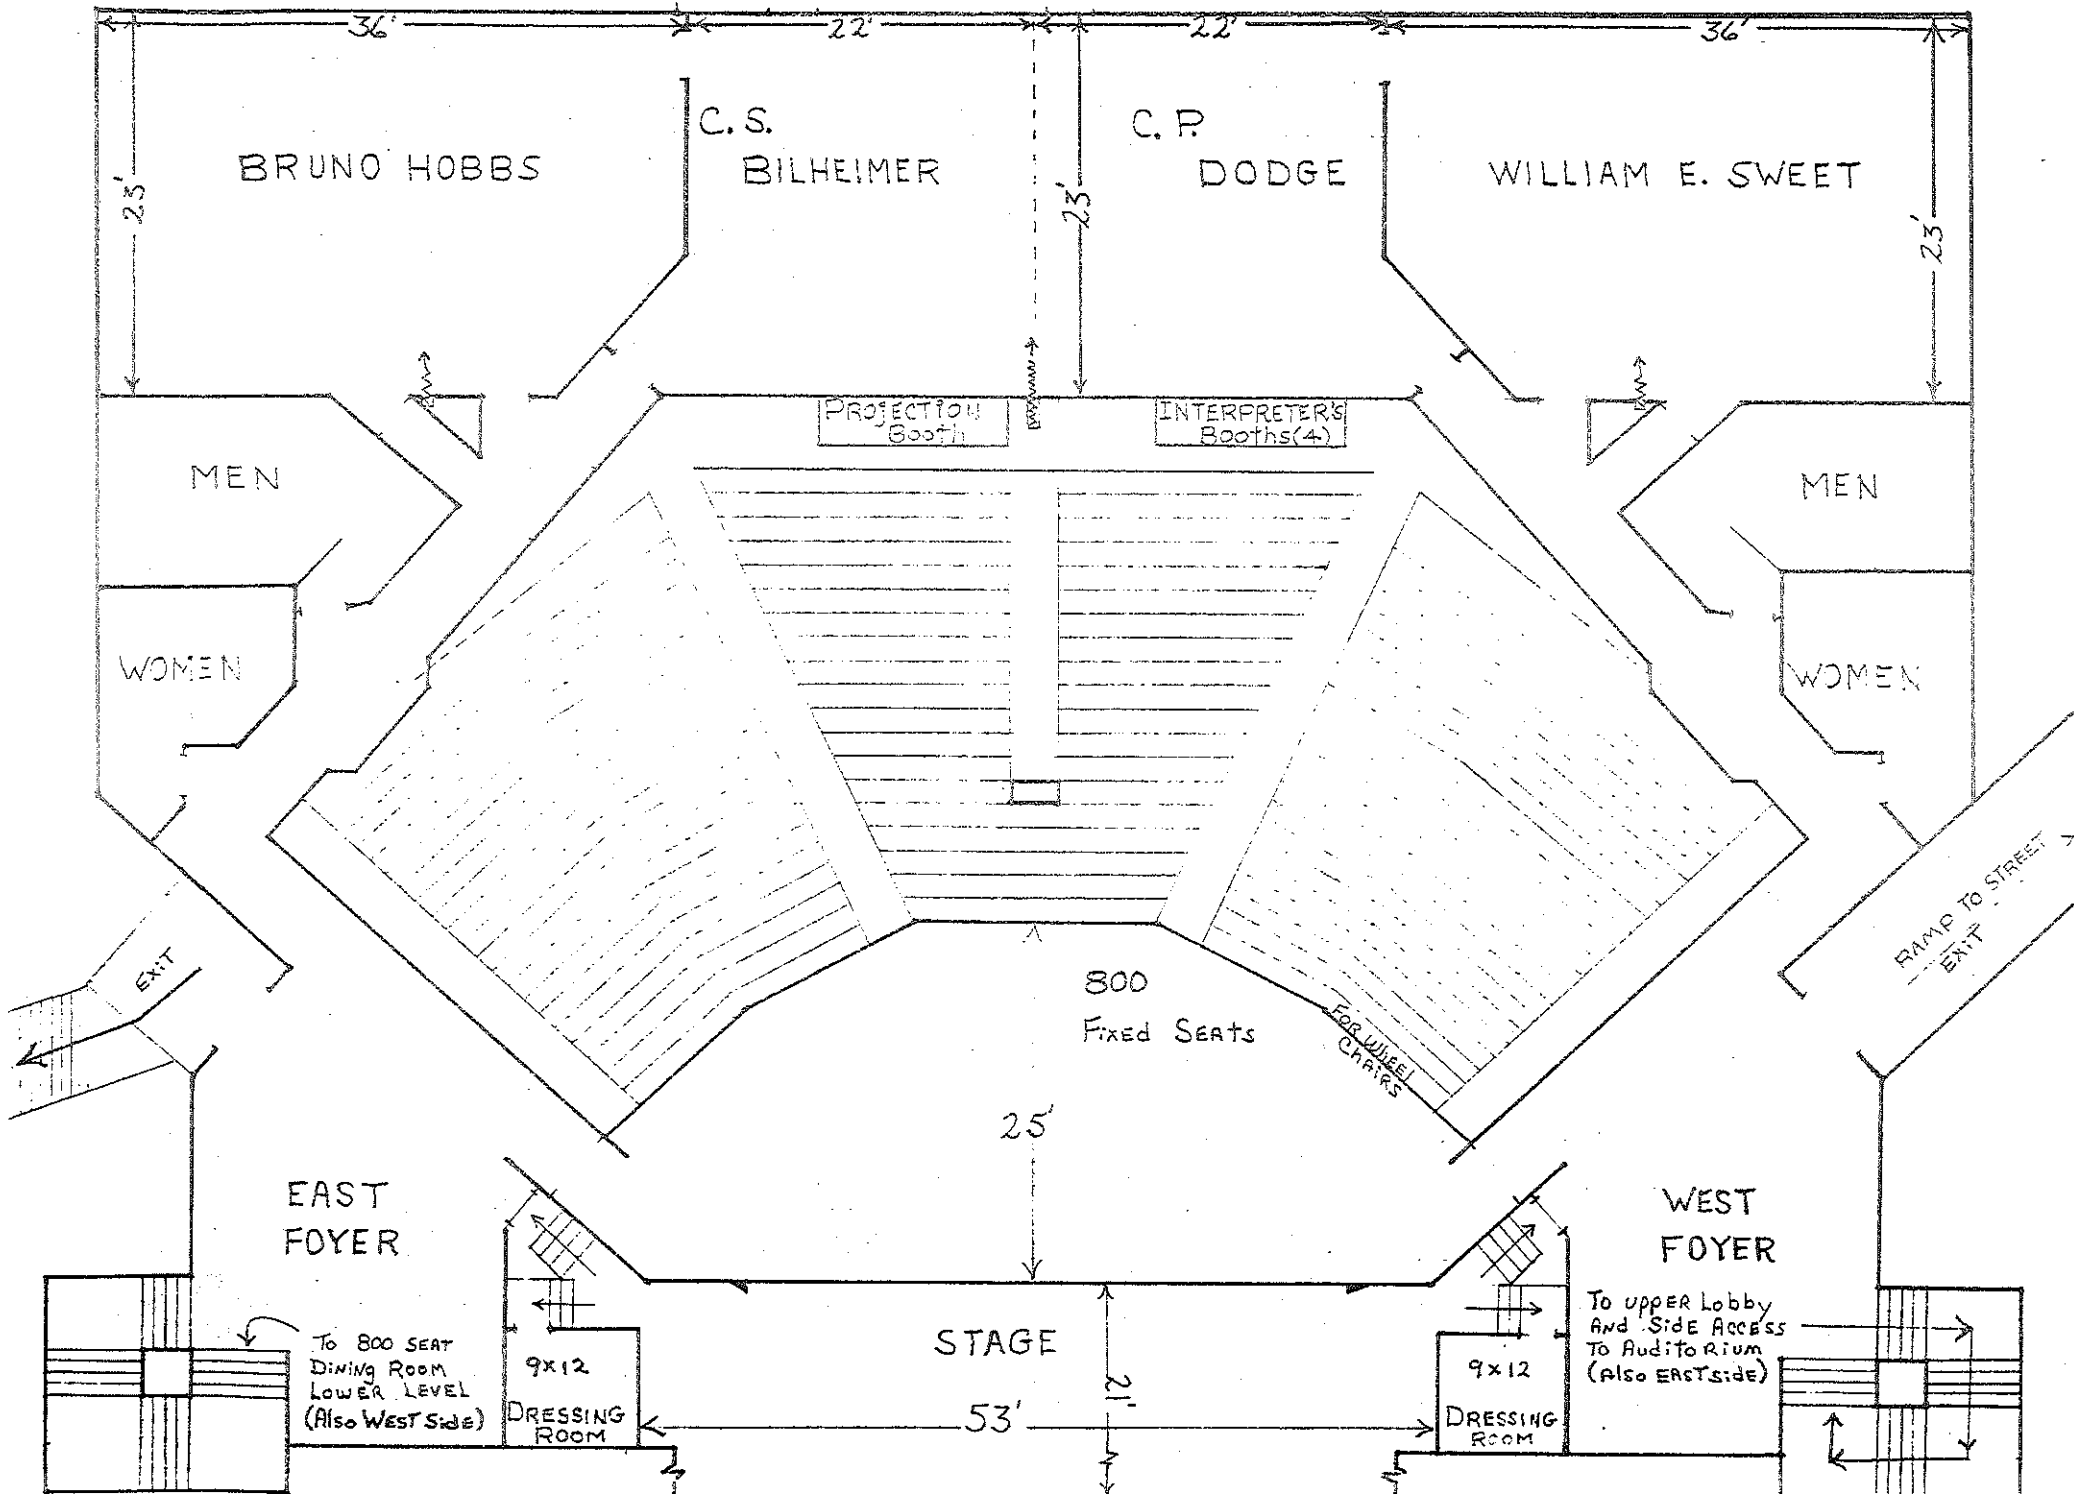 36'
22'
22'
36'
C. S.
BILHEIMER
C. P.
DODGE
BRUNO HOBBS
WILLIAM E. SWEET
23'
23'
23'
PROJECTION
Booth
INTERPRETER'S
Booths(4)
MEN
MEN
WOMEN
WOMEN
EXIT
RAMP TO STREET
EXIT
800
Fixed Seats
FOR WHEEL
CHAIRS
25'
EAST
FOYER
WEST
FOYER
To 800 SEAT
Dining Room
LOWER LEVEL
(Also WEST Side)
9x12
DRESSING
ROOM
STAGE
53'
21'
9x12
DRESSING
ROOM
To upper Lobby
And Side Access
To Auditorium
(Also EAST side)